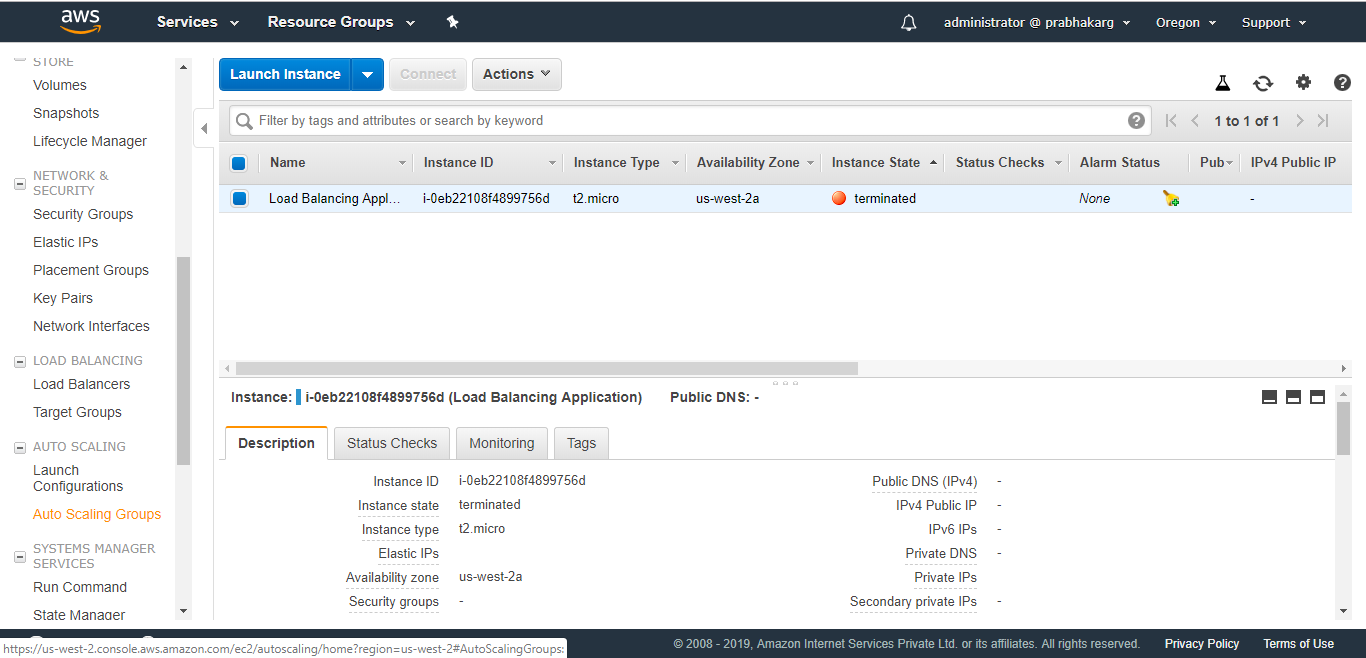 aws Services Resource Groups administrator @ prabhakarg Oregon Support
STORE
Volumes
Snapshots
Lifecycle Manager
NETWORK &
SECURITY
Security Groups
Elastic IPs
Placement Groups
Key Pairs
Network Interfaces
LOAD BALANCING
Load Balancers
Target Groups
AUTO SCALING
Launch
Configurations
Auto Scaling Groups
SYSTEMS MANAGER
SERVICES
Run Command
State Manager
Launch Instance Connect Actions
Filter by tags and attributes or search by keyword 1 to 1 of 1
Name Instance ID Instance Type Availability Zone Instance State Status Checks Alarm Status Pub IPv4 Public IP
Load Balancing Appl... i-0eb22108f4899756d t2.micro us-west-2a terminated None -
Instance: i-0eb22108f4899756d (Load Balancing Application) Public DNS: -
Description Status Checks Monitoring Tags
Instance ID i-0eb22108f4899756d Public DNS (IPv4) -
Instance state terminated IPv4 Public IP -
Instance type t2.micro IPv6 IPs -
Elastic IPs Private DNS -
Availability zone us-west-2a Private IPs
Security groups - Secondary private IPs -
© 2008 - 2019, Amazon Internet Services Private Ltd. or its affiliates. All rights reserved. Privacy Policy Terms of Use
https://us-west-2.console.aws.amazon.com/ec2/autoscaling/home?region=us-west-2#AutoScalingGroups: